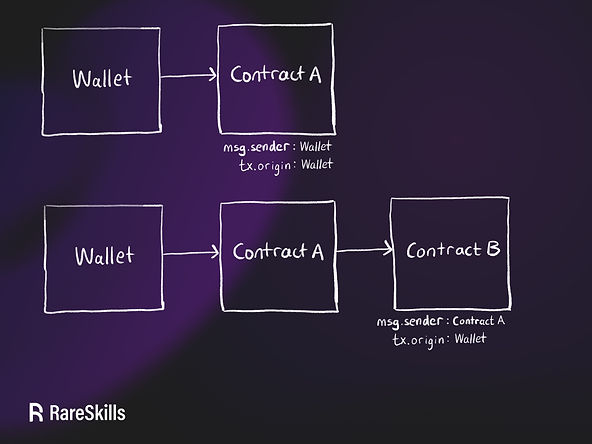 Wallet
Contract A
msg.sender: Wallet
tx.origin: Wallet
Wallet
Contract A
Contract B
msg.sender: Contract A
tx.origin: Wallet
RareSkills